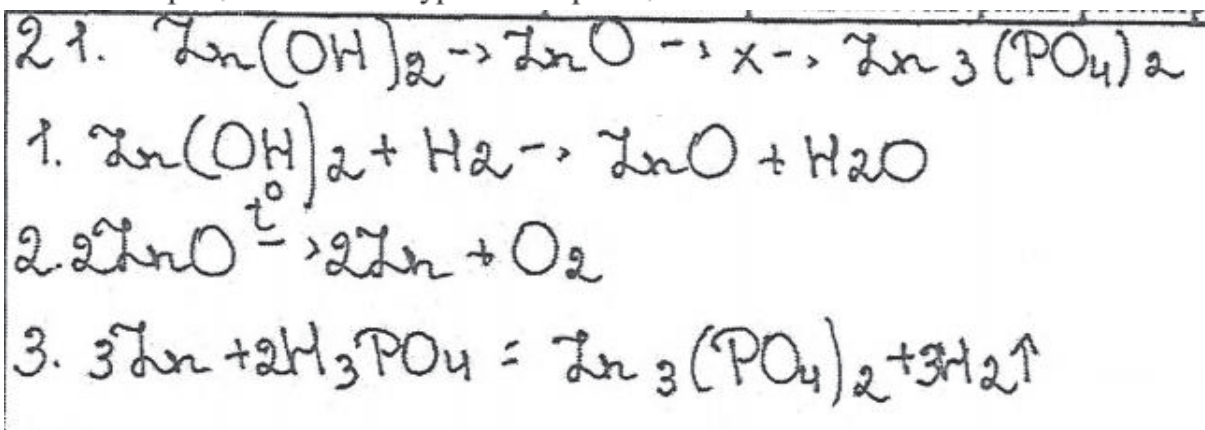 21. Zn(OH)2 -> ZnO -> x -> Zn3(PO4)2
1. Zn(OH)2 + H2 -> ZnO + H2O
2. 2ZnO t° -> 2Zn + O2
3. 3Zn + 2H3PO4 = Zn3(PO4)2 + 3H2↑